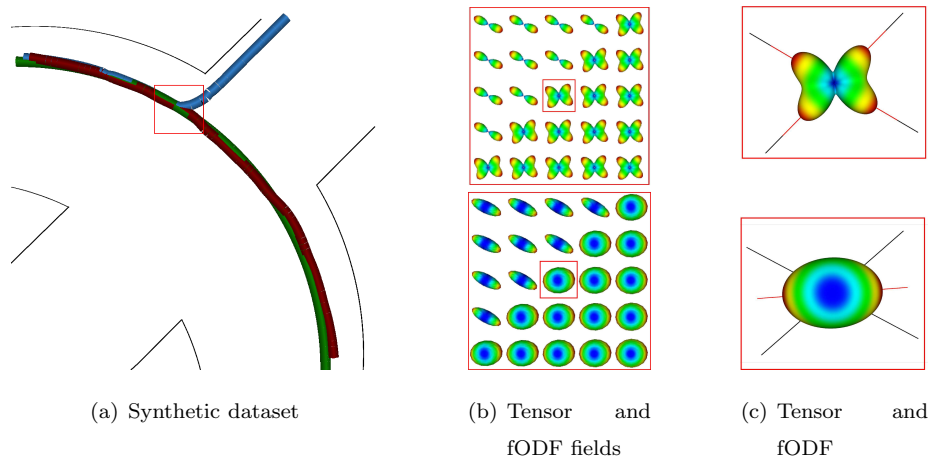 (a) Synthetic dataset
(b) Tensor and
fODF fields
(c) Tensor and
fODF